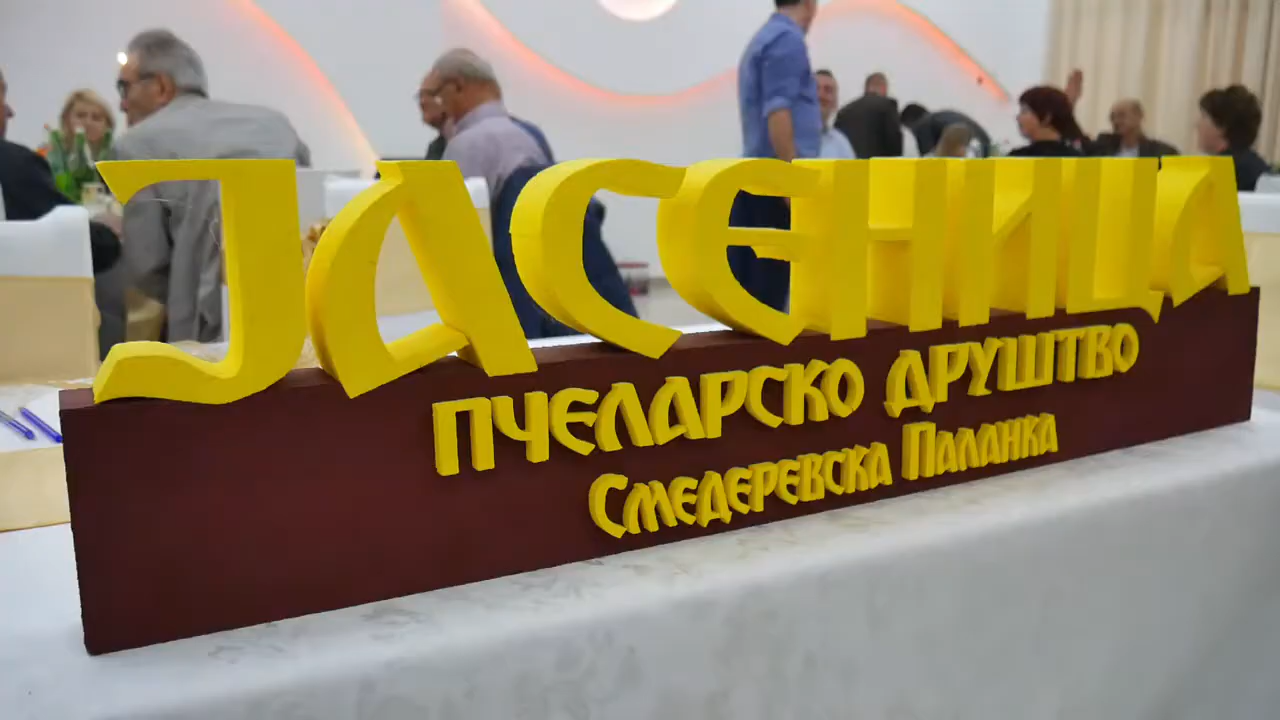 ЈАСЕНИЦА
ПЧЕЛАРСКО ДРУШТВО
Смедеревска Паланка